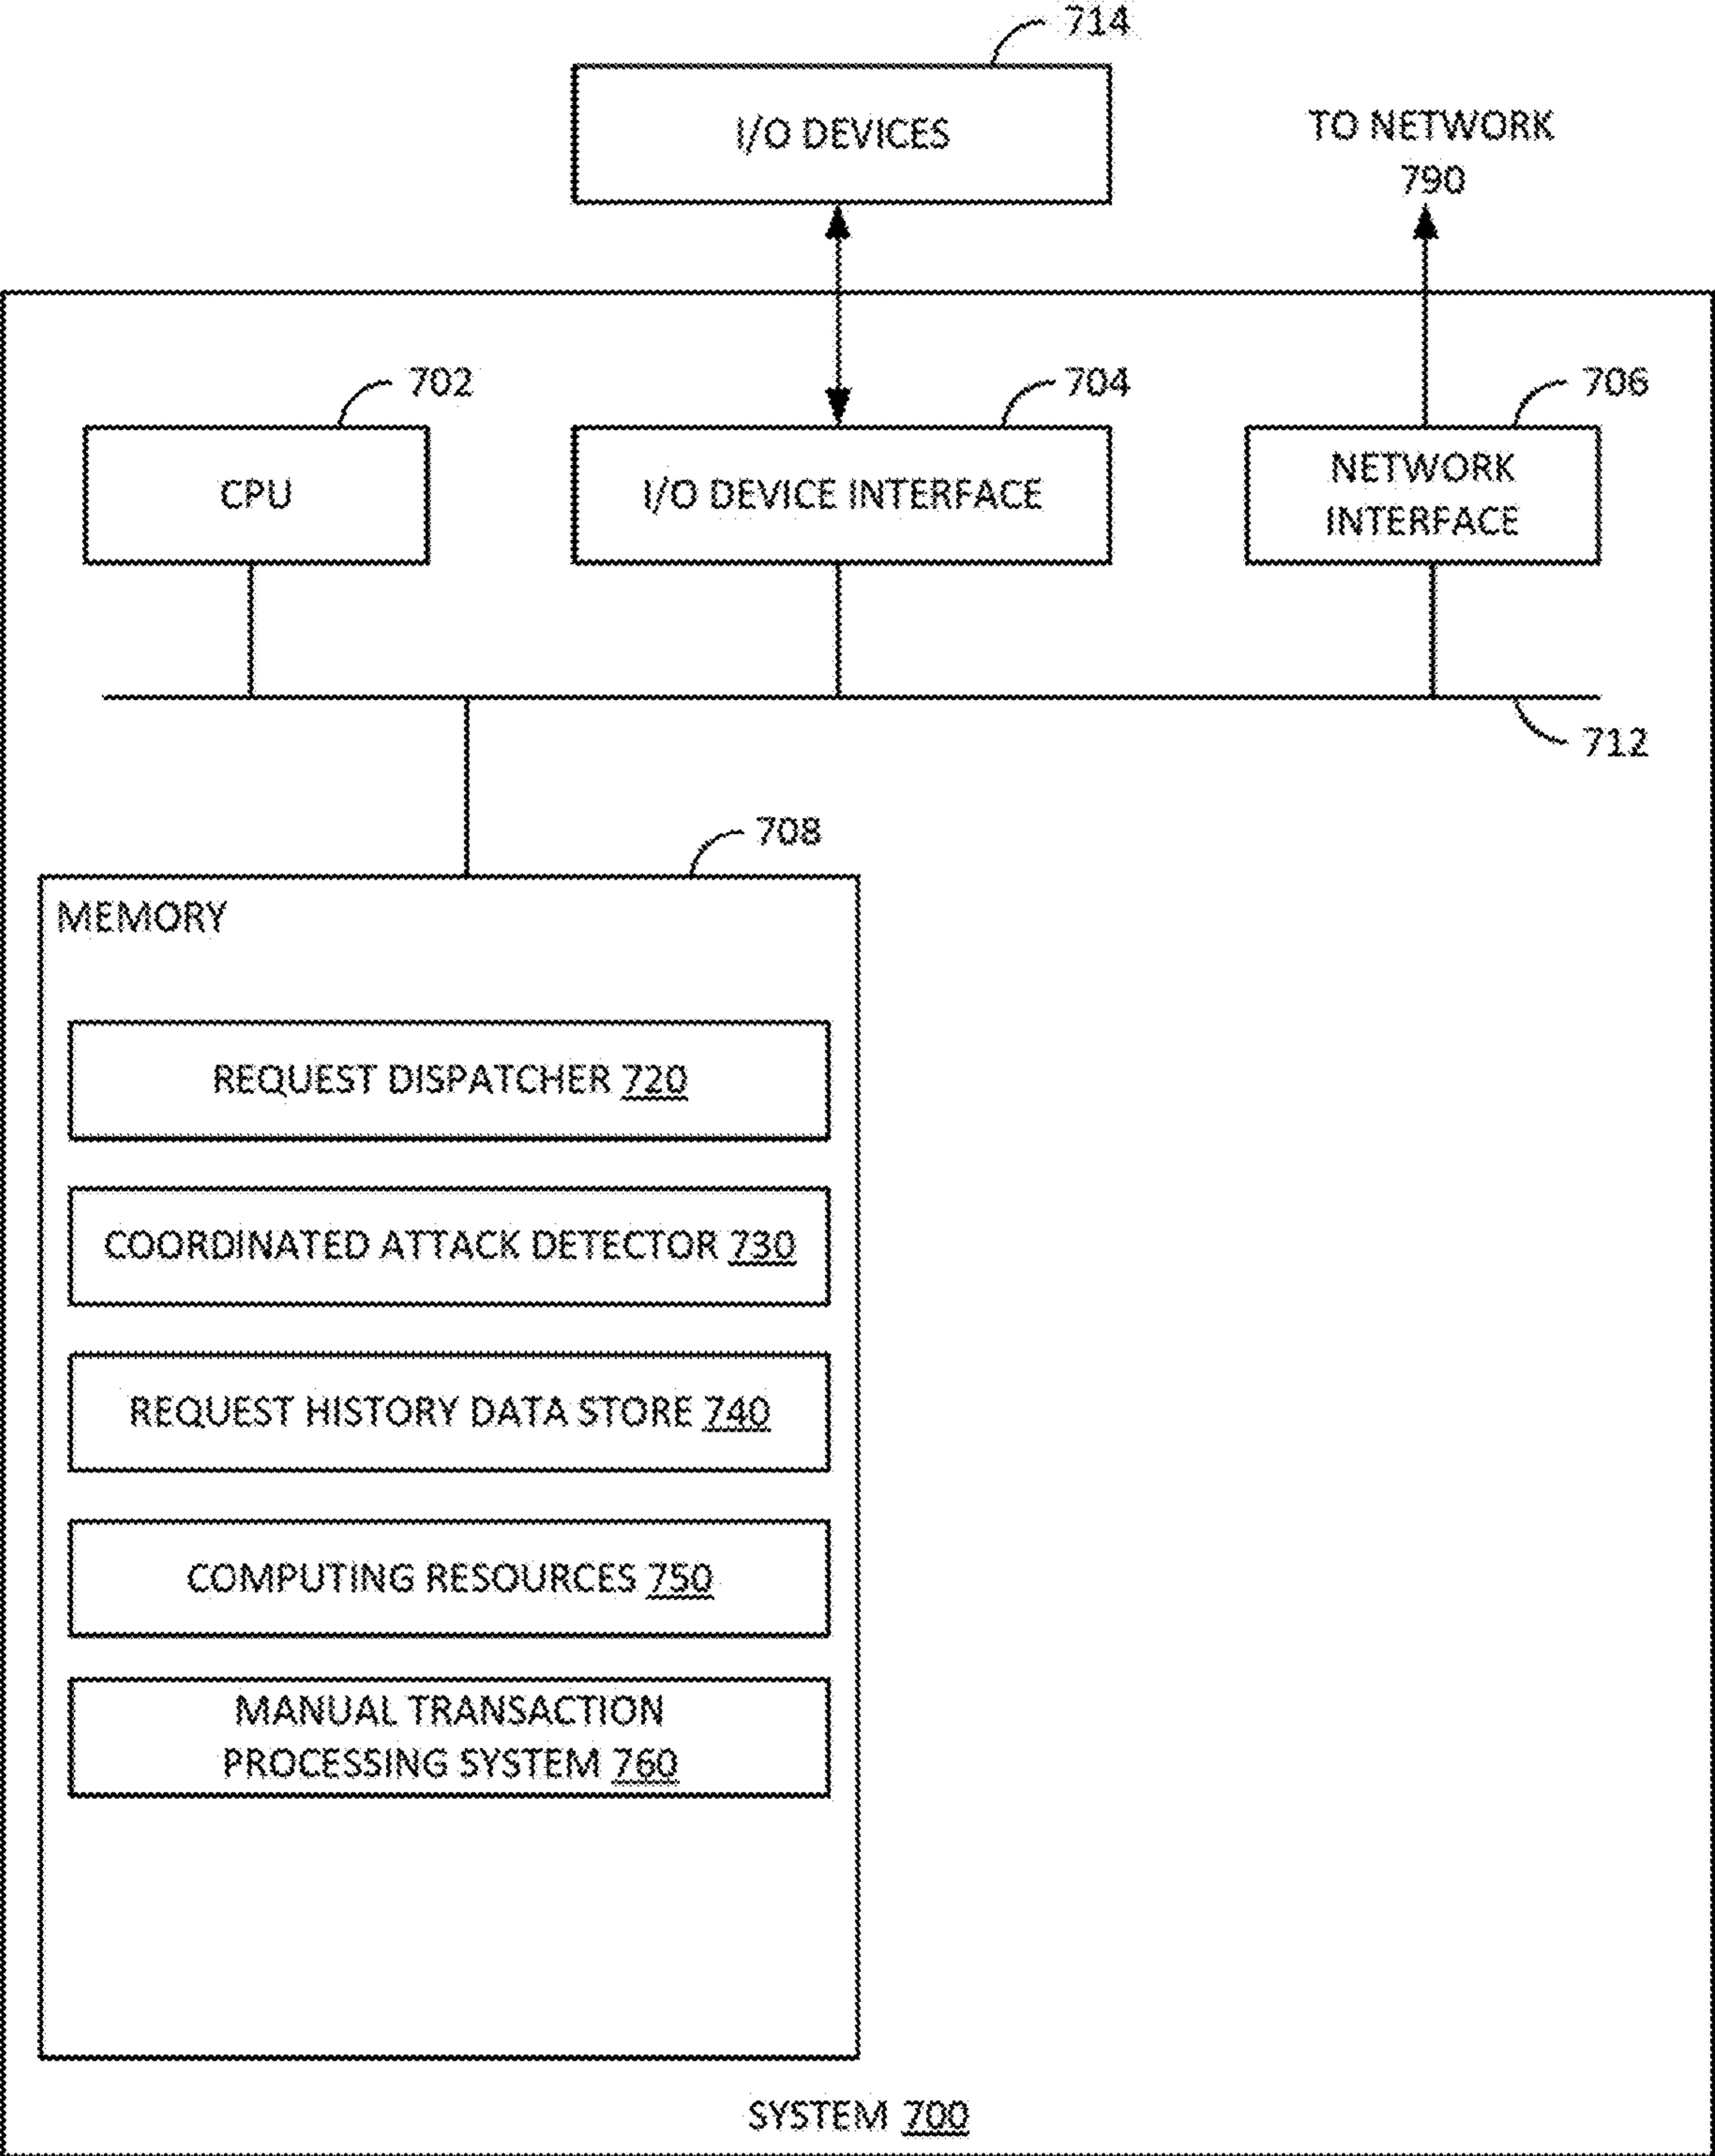 714
I/O DEVICES
TO NETWORK
790
702
704
706
CPU
I/O DEVICE INTERFACE
NETWORK
INTERFACE
712
708
MEMORY
REQUEST DISPATCHER 720
COORDINATED ATTACK DETECTOR 730
REQUEST HISTORY DATA STORE 740
COMPUTING RESOURCES 750
MANUAL TRANSACTION
PROCESSING SYSTEM 760
SYSTEM 700